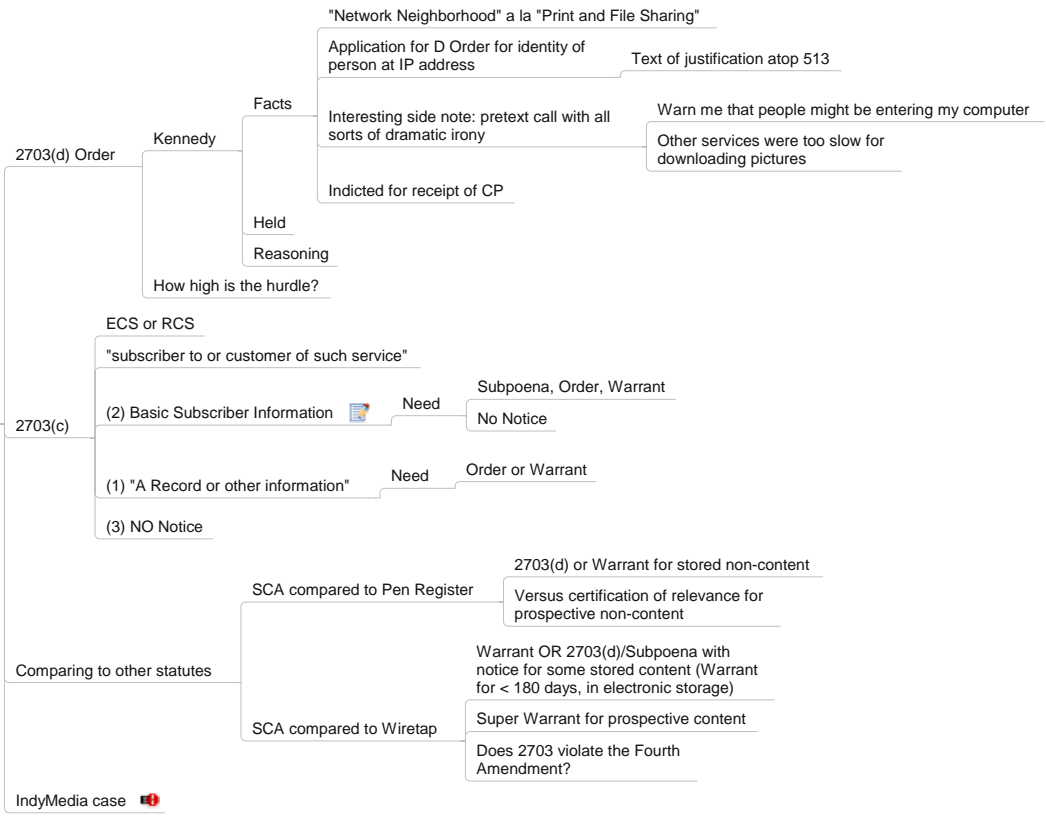 2703(d) Order
Kennedy
Facts
"Network Neighborhood" a la "Print and File Sharing"
Application for D Order for identity of
person at IP address
Text of justification atop 513
Interesting side note: pretext call with all
sorts of dramatic irony
Warn me that people might be entering my computer
Other services were too slow for
downloading pictures
Indicted for receipt of CP
Held
Reasoning
How high is the hurdle?
2703(c)
ECS or RCS
"subscriber to or customer of such service"
(2) Basic Subscriber Information
Need
Subpoena, Order, Warrant
No Notice
(1) "A Record or other information"
Need
Order or Warrant
(3) NO Notice
Comparing to other statutes
SCA compared to Pen Register
2703(d) or Warrant for stored non-content
Versus certification of relevance for
prospective non-content
SCA compared to Wiretap
Warrant OR 2703(d)/Subpoena with
notice for some stored content (Warrant
for < 180 days, in electronic storage)
Super Warrant for prospective content
Does 2703 violate the Fourth
Amendment?
IndyMedia case